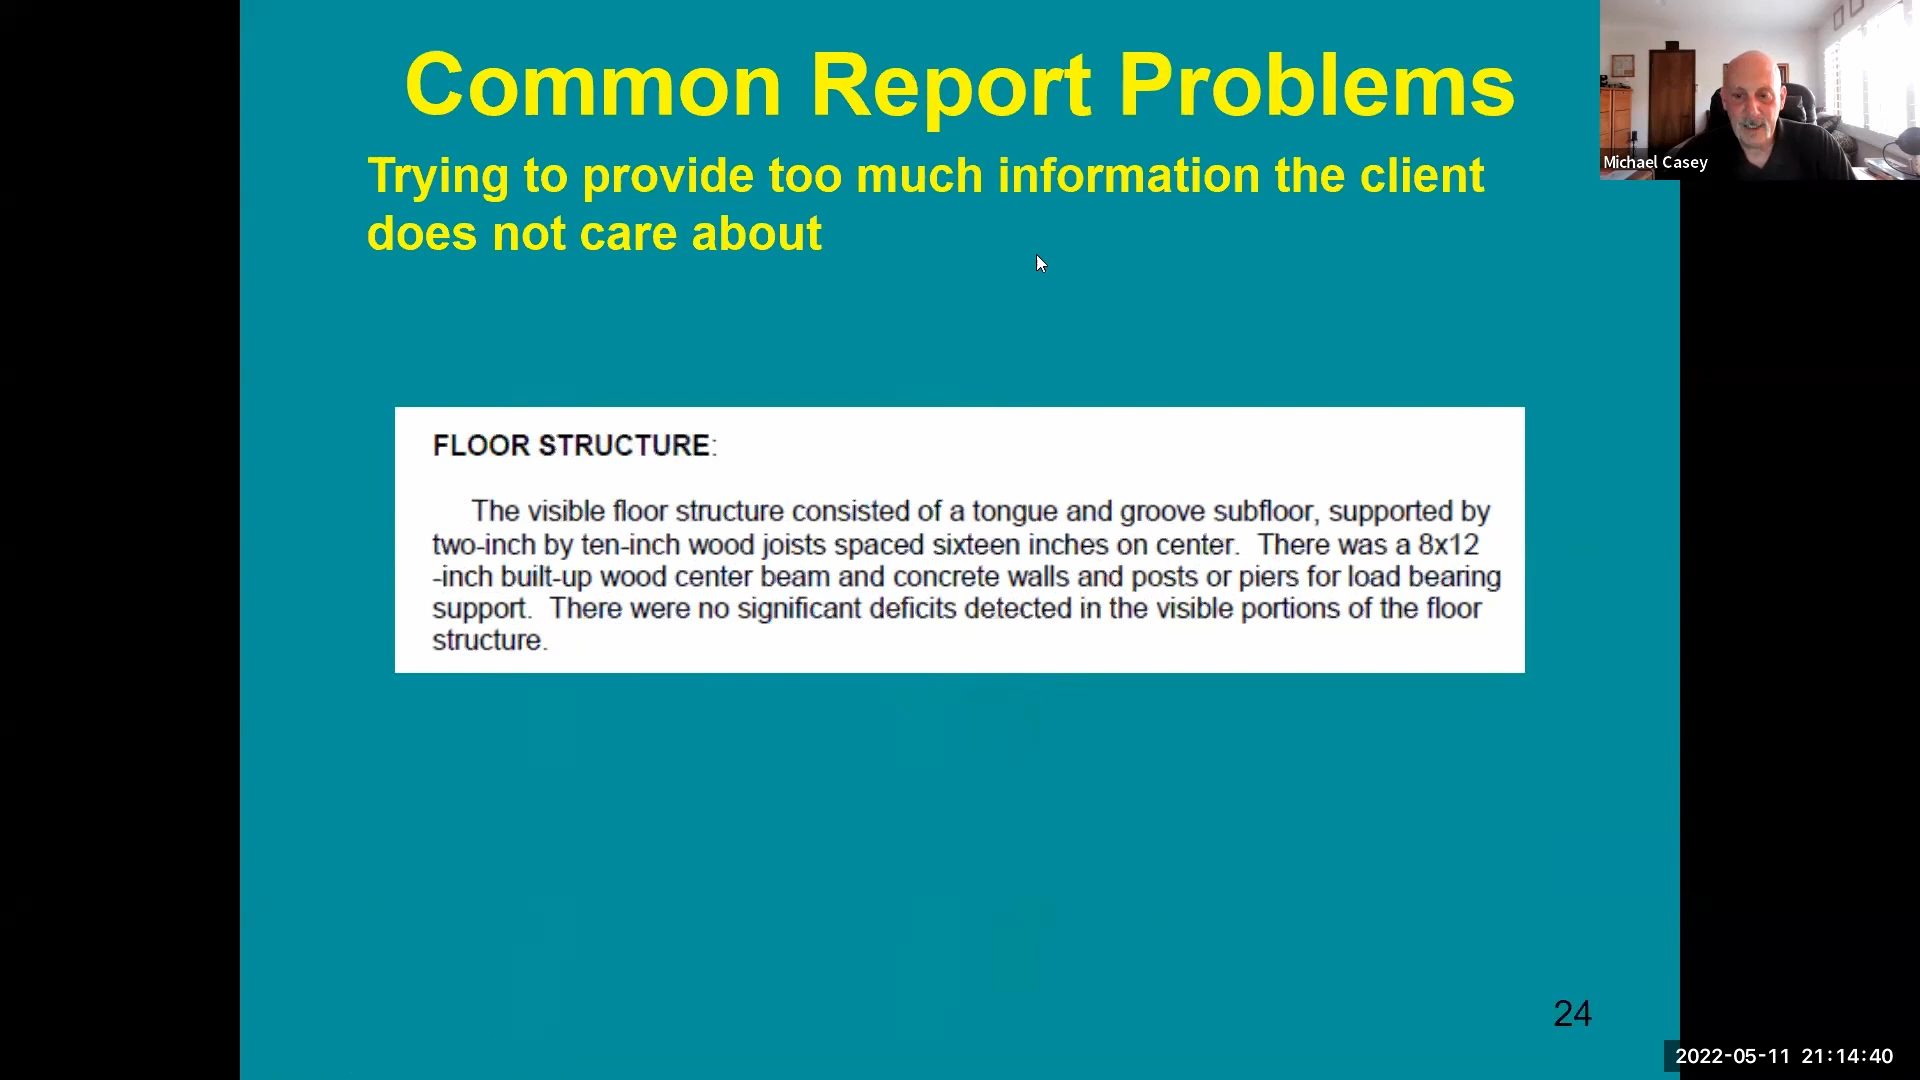 Common Report Problems
Trying to provide too much information the client
does not care about
Michael Casey
FLOOR STRUCTURE:
The visible floor structure consisted of a tongue and groove subfloor, supported by
two-inch by ten-inch wood joists spaced sixteen inches on center.  There was a 8x12
-inch built-up wood center beam and concrete walls and posts or piers for load bearing
support.  There were no significant deficits detected in the visible portions of the floor
structure.
24
2022-05-11 21:14:40